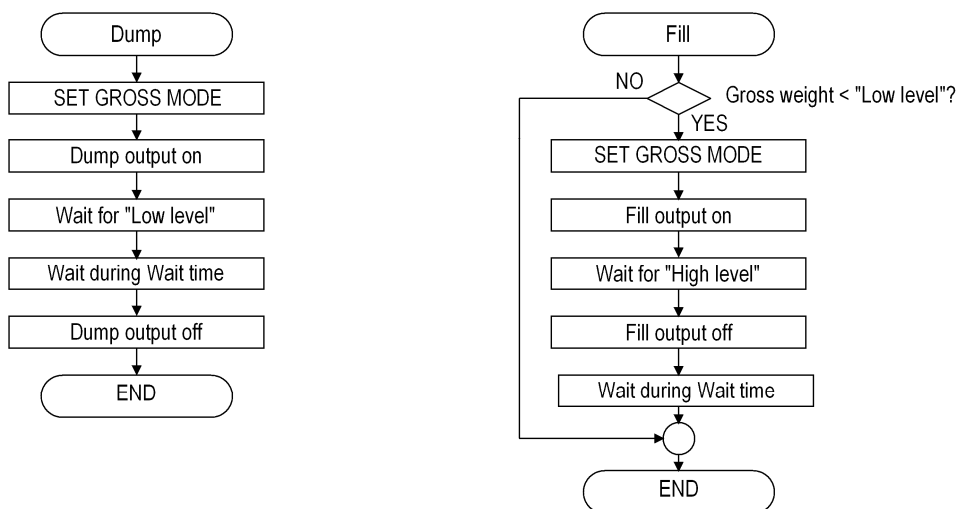 Dump
SET GROSS MODE
Dump output on
Wait for "Low level"
Wait during Wait time
Dump output off
END
Fill
NO
Gross weight < "Low level"?
YES
SET GROSS MODE
Fill output on
Wait for "High level"
Fill output off
Wait during Wait time
END